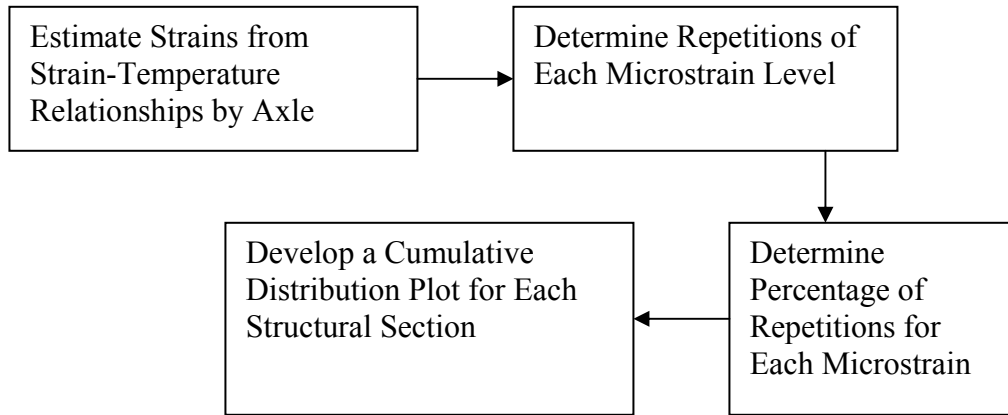 Estimate Strains from
Strain-Temperature
Relationships by Axle
Determine Repetitions of
Each Microstrain Level
Determine
Percentage of
Repetitions for
Each Microstrain
Develop a Cumulative
Distribution Plot for Each
Structural Section